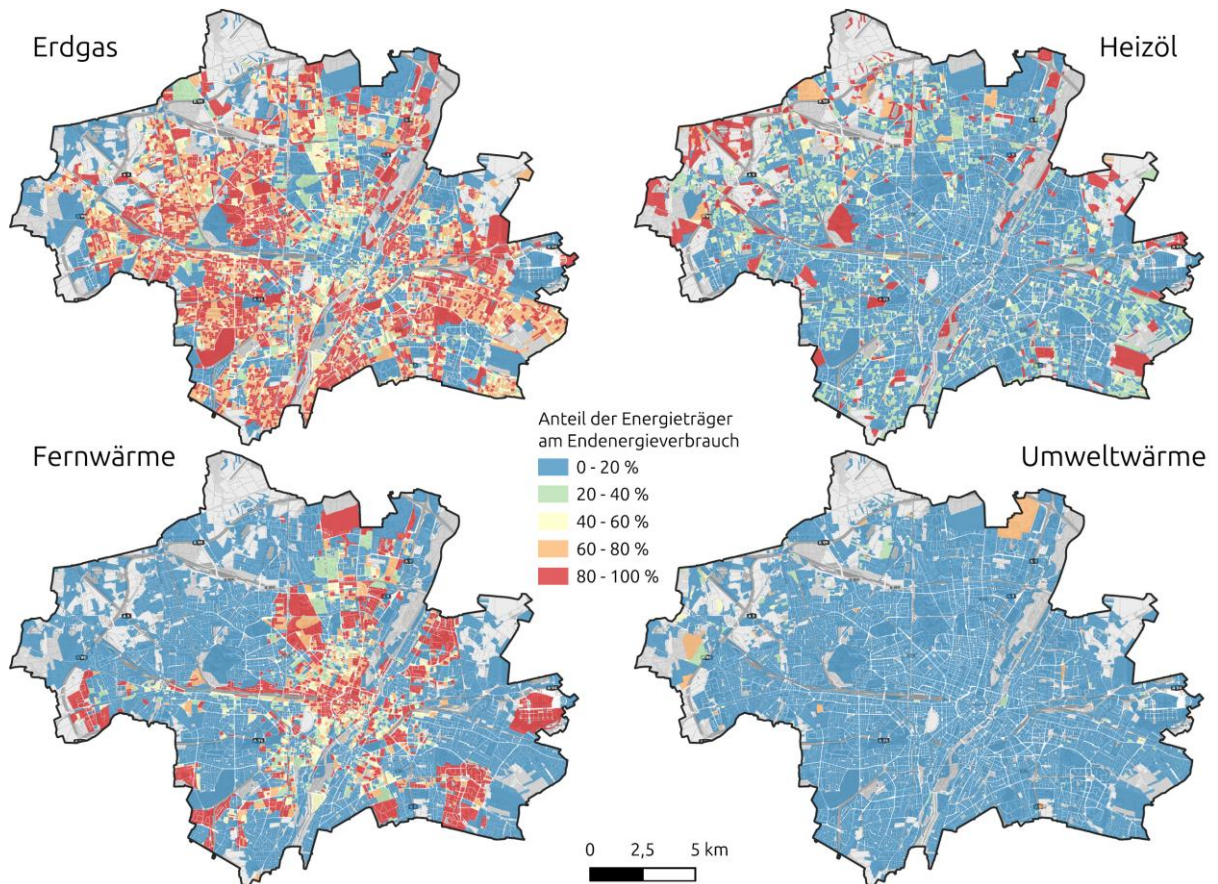 Erdgas
Heizöl
Fernwärme
Anteil der Energieträger
am Endenergieverbrauch
0 - 20 %
20 - 40 %
40 - 60 %
60 - 80 %
80 - 100 %
Umweltwärme
0 2,5 5 km